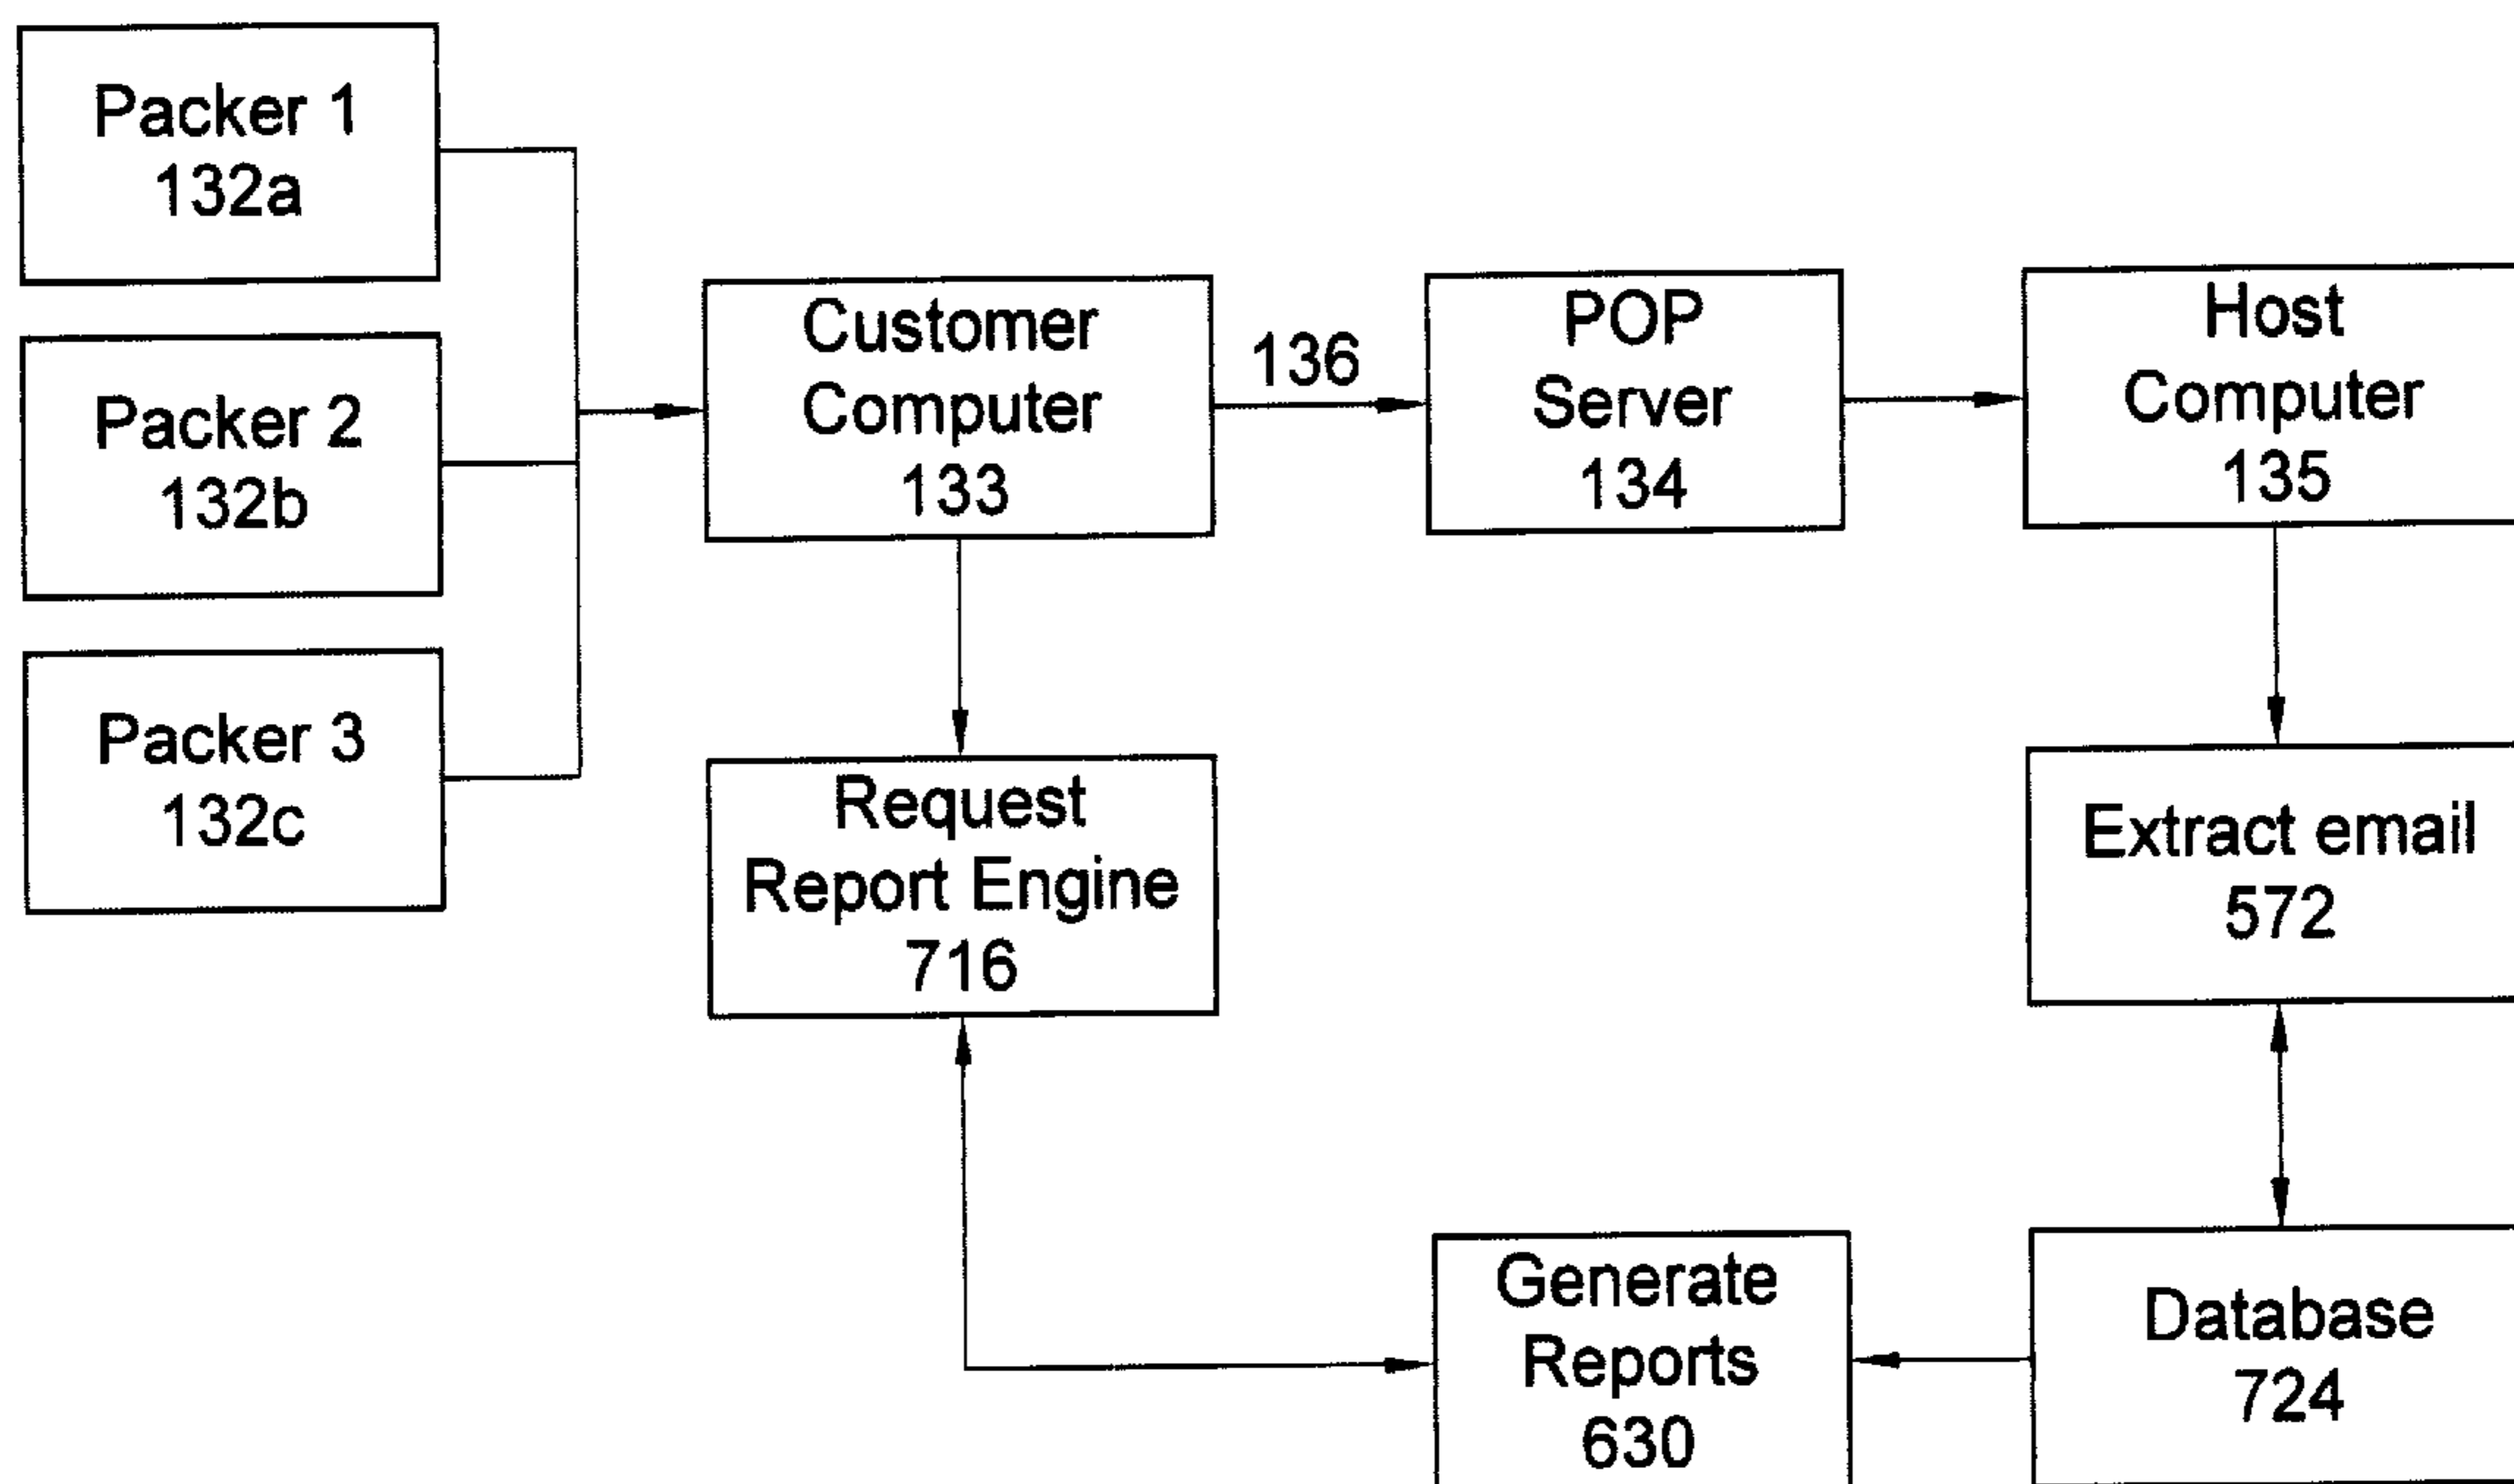 Packer 1
132a
Packer 2
132b
Packer 3
132c
Customer
Computer
133
136
POP
Server
134
Host
Computer
135
Request
Report Engine
716
Extract email
572
Generate
Reports
630
Database
724